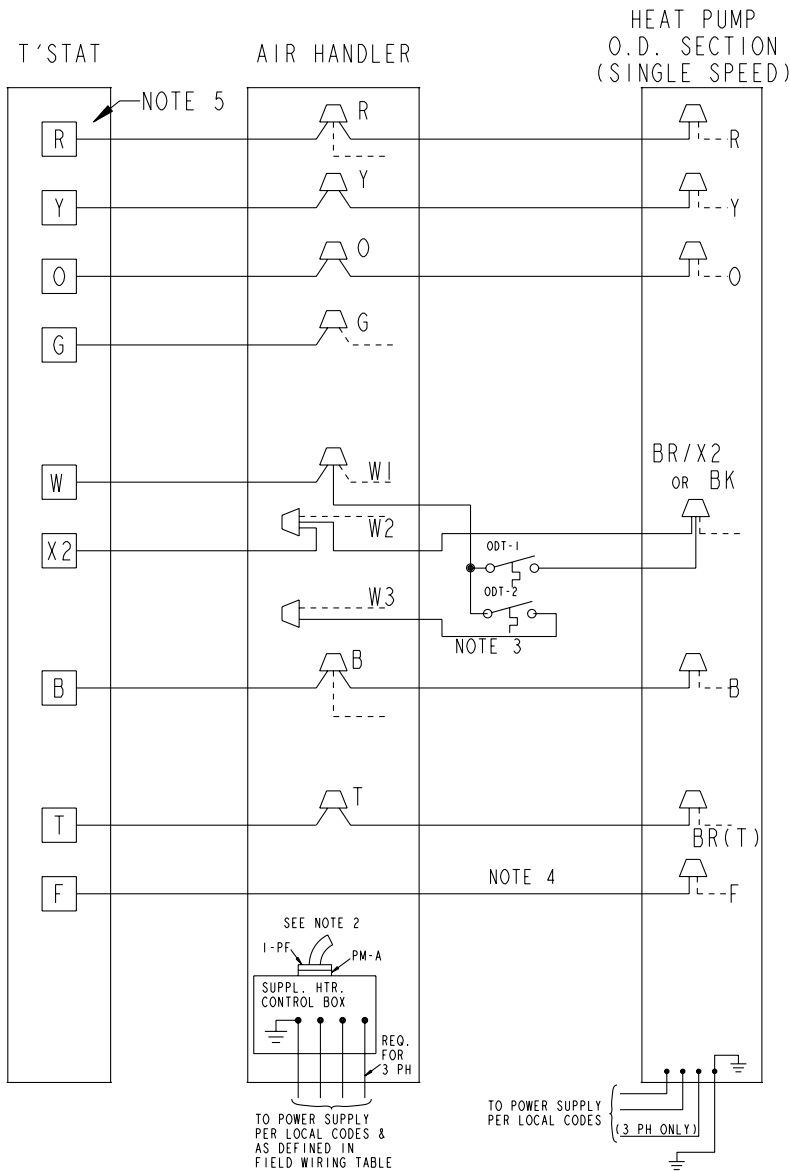 HEAT PUMP
O.D. SECTION
(SINGLE SPEED)
T'STAT
AIR HANDLER
NOTE 5
R
R
R
Y
Y
Y
O
O
O
G
G
W
W1
BR/X2
OR BK
X2
W2
ODT-1
W3
ODT-2
NOTE 3
B
B
B
T
T
BR(T)
F
NOTE 4
F
SEE NOTE 2
1-PF
PM-A
SUPPL. HTR.
CONTROL BOX
REQ.
FOR
3 PH
TO POWER SUPPLY
PER LOCAL CODES &
AS DEFINED IN
FIELD WIRING TABLE
TO POWER SUPPLY
PER LOCAL CODES
(3 PH ONLY)